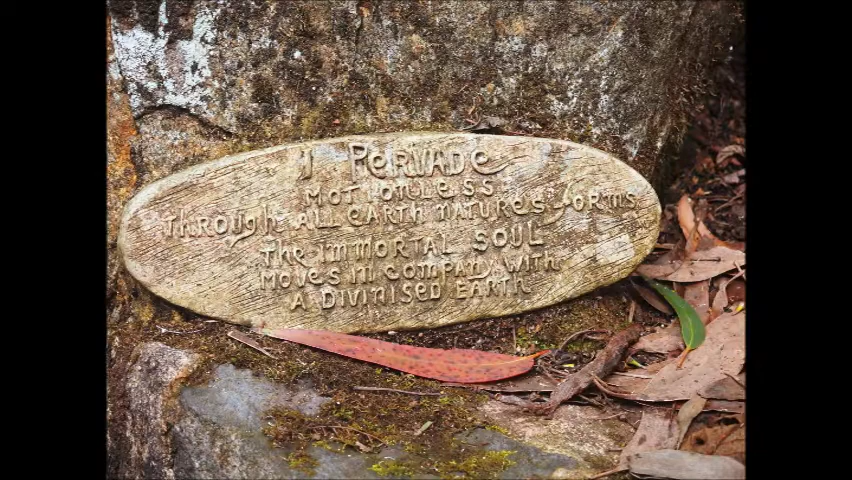 I PERVADE
MOTIONLESS
Through ALL EARTH NATURES FORMS
The IMMORTAL SOUL
MOVES IN COMPANY WITH
A DIVINISED EARTH